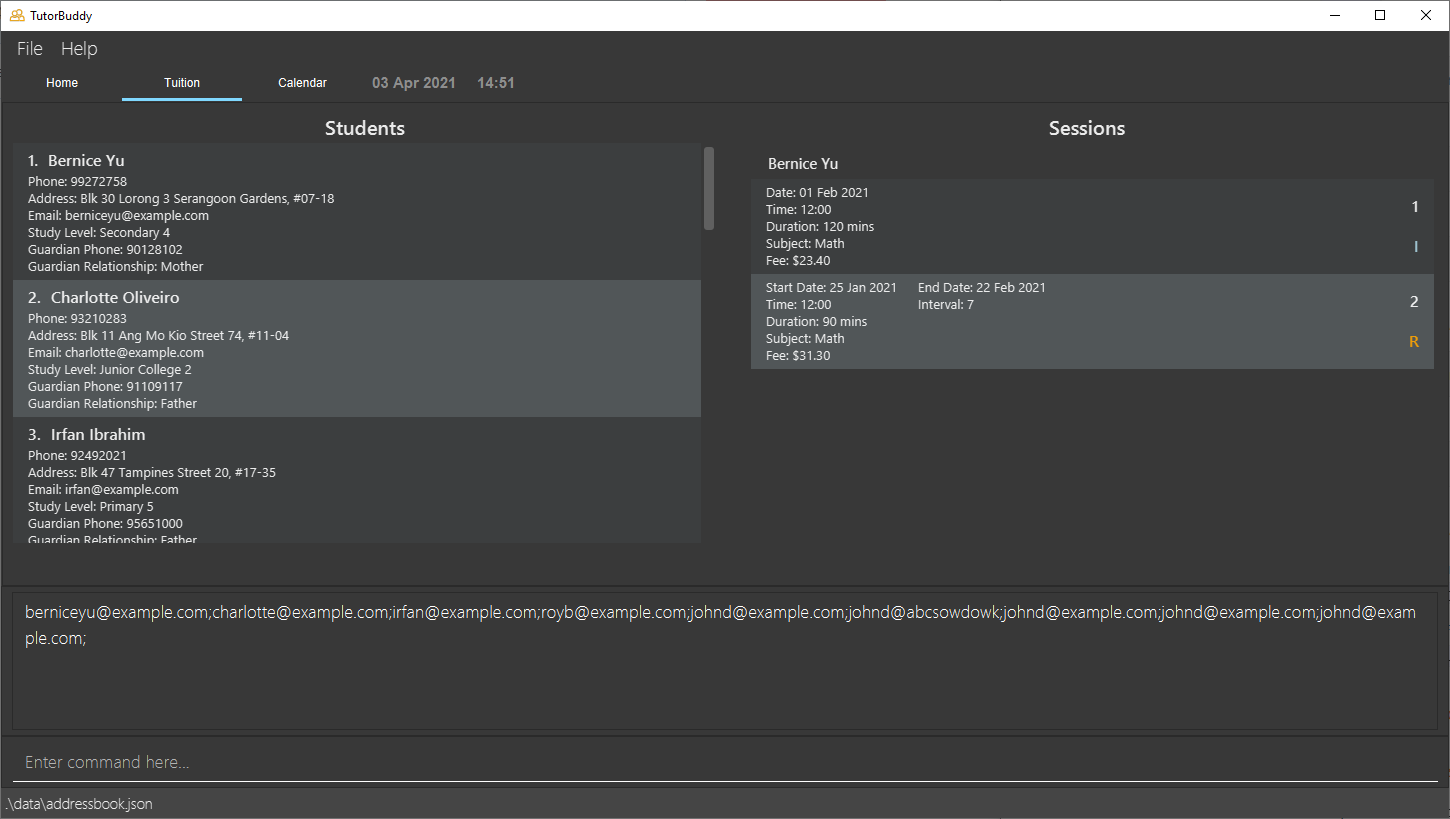 TutorBuddy
File Help
Home Tuition Calendar 03 Apr 2021 14:51
Students
1. Bernice Yu
Phone: 99272758
Address: Blk 30 Lorong 3 Serangoon Gardens, #07-18
Email: berniceyu@example.com
Study Level: Secondary 4
Guardian Phone: 90128102
Guardian Relationship: Mother
2. Charlotte Oliveiro
Phone: 93210283
Address: Blk 11 Ang Mo Kio Street 74, #11-04
Email: charlotte@example.com
Study Level: Junior College 2
Guardian Phone: 91109117
Guardian Relationship: Father
3. Irfan Ibrahim
Phone: 92492021
Address: Blk 47 Tampines Street 20, #17-35
Email: irfan@example.com
Study Level: Primary 5
Guardian Phone: 95651000
Guardian Relationship: Father
Sessions
Bernice Yu
Date: 01 Feb 2021
Time: 12:00
Duration: 120 mins
Subject: Math
Fee: $23.40
1
I
Start Date: 25 Jan 2021 End Date: 22 Feb 2021
Time: 12:00 Interval: 7
Duration: 90 mins
Subject: Math
Fee: $31.30
2
R
berniceyu@example.com;charlotte@example.com;irfan@example.com;royb@example.com;johnd@example.com;johnd@abcsowdowk;johnd@example.com;johnd@example.com;johnd@exam
ple.com;
Enter command here...
.\data\addressbook.json